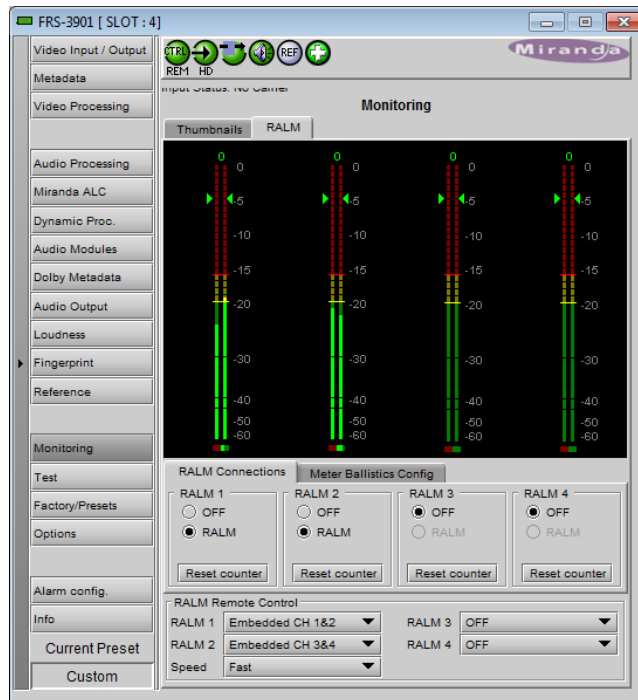 FRS-3901 [ SLOT : 4]
Video Input / Output
Metadata
Video Processing
Audio Processing
Miranda ALC
Dynamic Proc.
Audio Modules
Dolby Metadata
Audio Output
Loudness
Fingerprint
Reference
Monitoring
Test
Factory/Presets
Options
Alarm config.
Info
Current Preset
Custom
CTRL
REF
REM HD
Miranda
Input Status: No Carrier
Monitoring
Thumbnails RALM
0 0 0 0
0 0 0 0
-5 -5 -5 -5
-10 -10 -10 -10
-15 -15 -15 -15
-20 -20 -20 -20
-30 -30 -30 -30
-40 -40 -40 -40
-50 -50 -50 -50
-60 -60 -60 -60
RALM Connections Meter Ballistics Config
RALM 1 RALM 2 RALM 3 RALM 4
OFF OFF OFF OFF
RALM RALM RALM RALM
Reset counter Reset counter Reset counter Reset counter
RALM Remote Control
RALM 1 Embedded CH 1&2 RALM 3 OFF
RALM 2 Embedded CH 3&4 RALM 4 OFF
Speed Fast